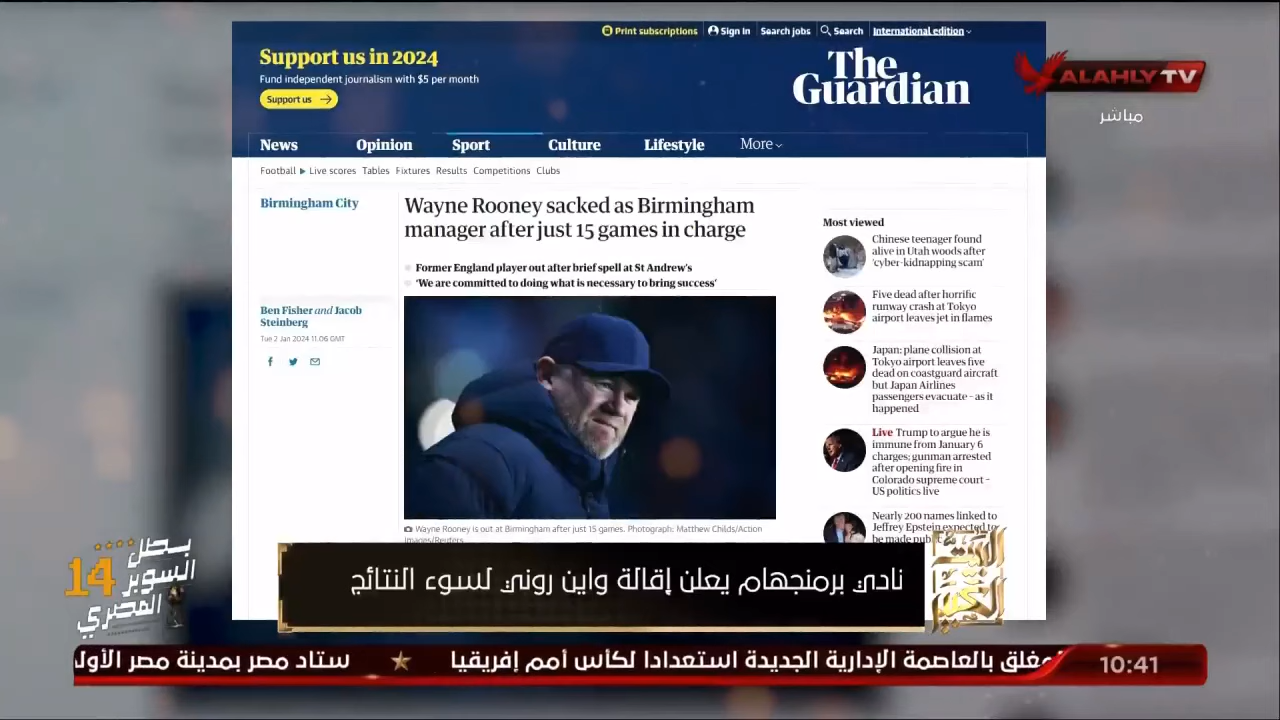 Print subscriptions
Sign in
Search jobs
Search
International edition
Support us in 2024
Fund independent journalism with $5 per month
Support us
The
Guardian
ALAHLY TV
مباشر
News
Opinion
Sport
Culture
Lifestyle
More
Football
Live scores
Tables
Fixtures
Results
Competitions
Clubs
Birmingham City
Wayne Rooney sacked as Birmingham
manager after just 15 games in charge
Former England player out after brief spell at St Andrew's
'We are committed to doing what is necessary to bring success'
Ben Fisher and Jacob
Steinberg
Tue 2 Jan 2024 11.06 GMT
Wayne Rooney is out at Birmingham after just 15 games. Photograph: Matthew Childs/Action
Images/Reuters
Most viewed
Chinese teenager found
alive in Utah woods after
'cyber-kidnapping scam'
Five dead after horrific
runway crash at Tokyo
airport leaves jet in flames
Japan: plane collision at
Tokyo airport leaves five
dead on coastguard aircraft
but Japan Airlines
passengers evacuate – as it
happened
Live Trump to argue he is
immune from January 6
charges; gunman arrested
after opening fire in
Colorado supreme court –
US politics live
Nearly 200 names linked to
Jeffrey Epstein expected to
be made public
بطل
السوبر
14
المصري
نادي برمنجهام يعلن إقالة واين روني لسوء النتائج
مغلق بالعاصمة الإدارية الجديدة استعدادا لكأس أمم إفريقيا ★ ستاد مصر بمدينة مصر الأول
10:41